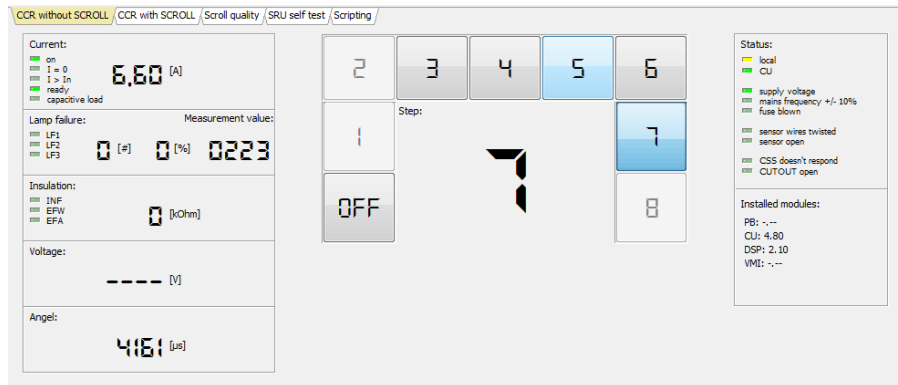 CCR without SCROLL CCR with SCROLL Scroll quality SRU self test Scripting
Current:
on
I = 0
I > In
ready
capacitive load
6,60 [A]
Lamp failure:
Measurement value:
LF1
LF2
LF3
0 [#] 0 [%] 0223
Insulation:
INF
EFW
EFA
0 [kOhm]
Voltage:
---- [V]
Angel:
4161 [µs]
2 3 4 5 6
1 Step: 7
7
OFF 8
Status:
local
CU
supply voltage
mains frequency +/- 10%
fuse blown
sensor wires twisted
sensor open
CSS doesn't respond
CUTOUT open
Installed modules:
PB: -.--
CU: 4.80
DSP: 2.10
VMI: -.--